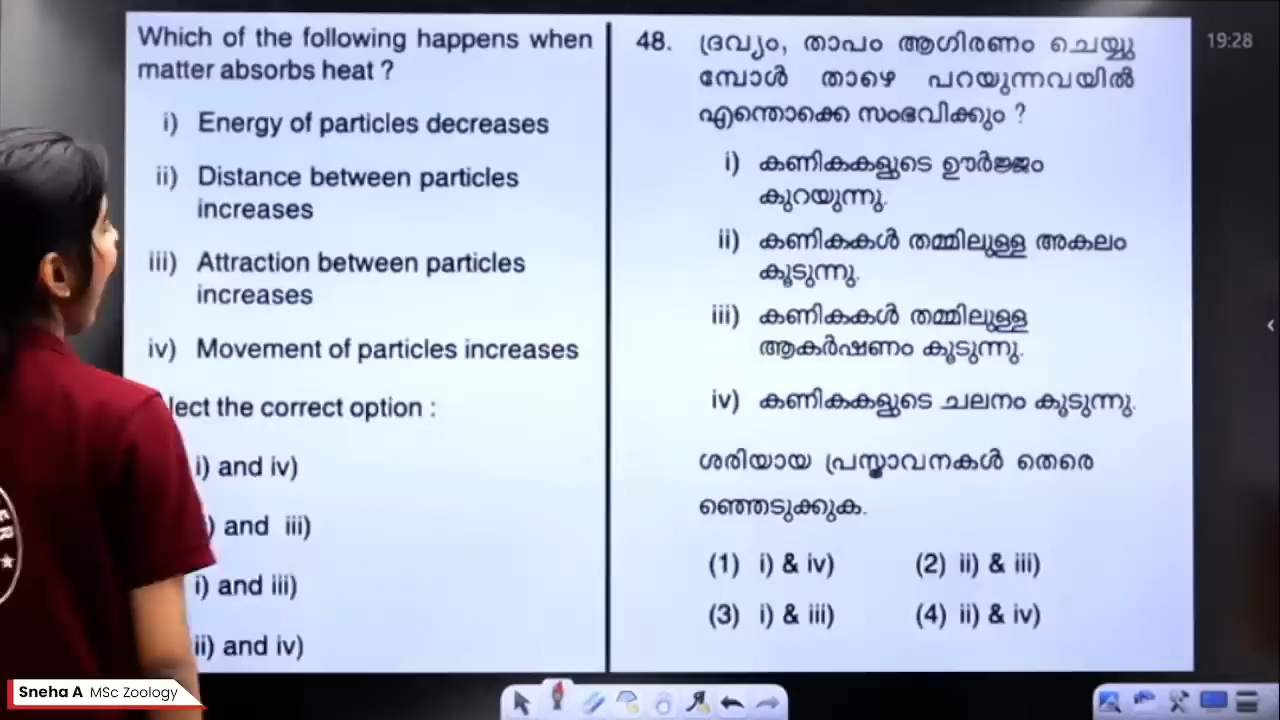 Which of the following happens when
matter absorbs heat ?
i) Energy of particles decreases
ii) Distance between particles
increases
iii) Attraction between particles
increases
iv) Movement of particles increases
lect the correct option :
i) and iv)
) and iii)
i) and iii)
ii) and iv)
48. ദ്രവ്യം, താപം ആഗിരണം ചെയ്യു
മ്പോൾ താഴെ പറയുന്നവയിൽ
എന്തൊക്കെ സംഭവിക്കും ?
i) കണികകളുടെ ഊർജ്ജം
കുറയുന്നു.
ii) കണികകൾ തമ്മിലുള്ള അകലം
കൂടുന്നു.
iii) കണികകൾ തമ്മിലുള്ള
ആകർഷണം കൂടുന്നു.
iv) കണികകളുടെ ചലനം കൂടുന്നു.
ശരിയായ പ്രസ്താവനകൾ തെരെ
ഞ്ഞെടുക്കുക.
(1) i) & iv) (2) ii) & iii)
(3) i) & iii) (4) ii) & iv)
19:28
ER
Sneha A MSc Zoology